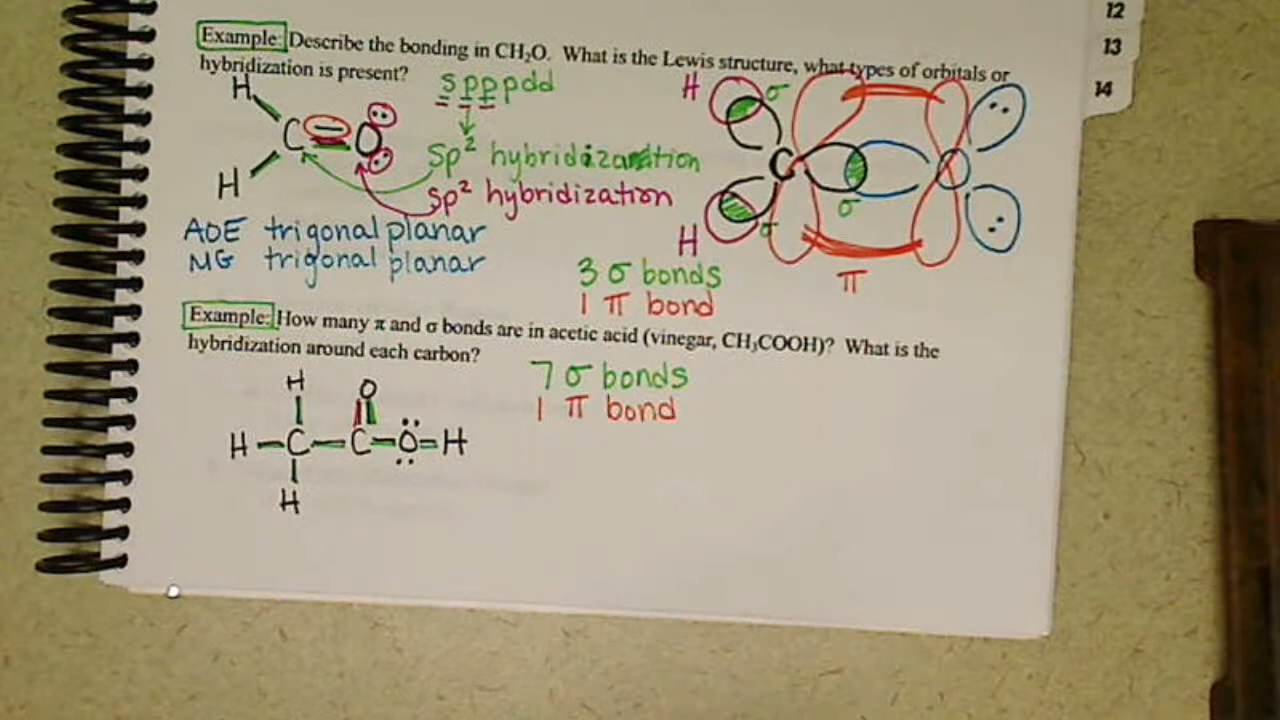 12
13
14
Example: Describe the bonding in CH₂O. What is the Lewis structure, what types of orbitals or
hybridization is present?
s p p p d d
H
C = O
H
sp² hybridization
sp² hybridization
AOE trigonal planar
MG trigonal planar
H σ
C σ
H σ
π
3 σ bonds
1 π bond
Example: How many π and σ bonds are in acetic acid (vinegar, CH₃COOH)? What is the
hybridization around each carbon?
7 σ bonds
1 π bond
H O
H-C-C-O-H
H